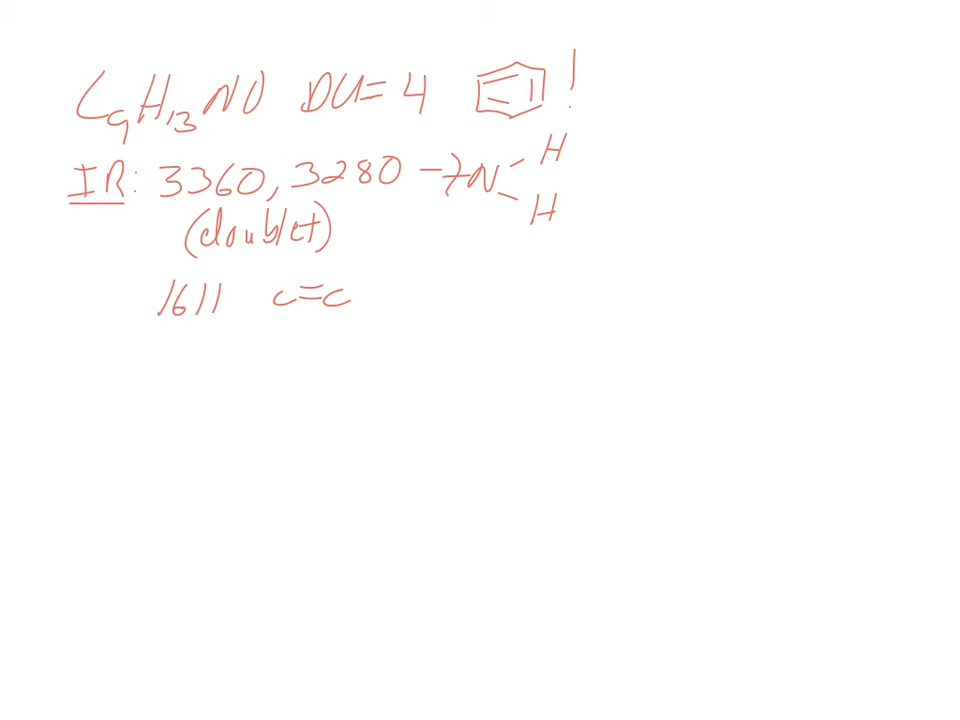 C₉H₁₃NO DU=4 !
IR: 3360, 3280 → N H H
(doublet)
1611 c=c